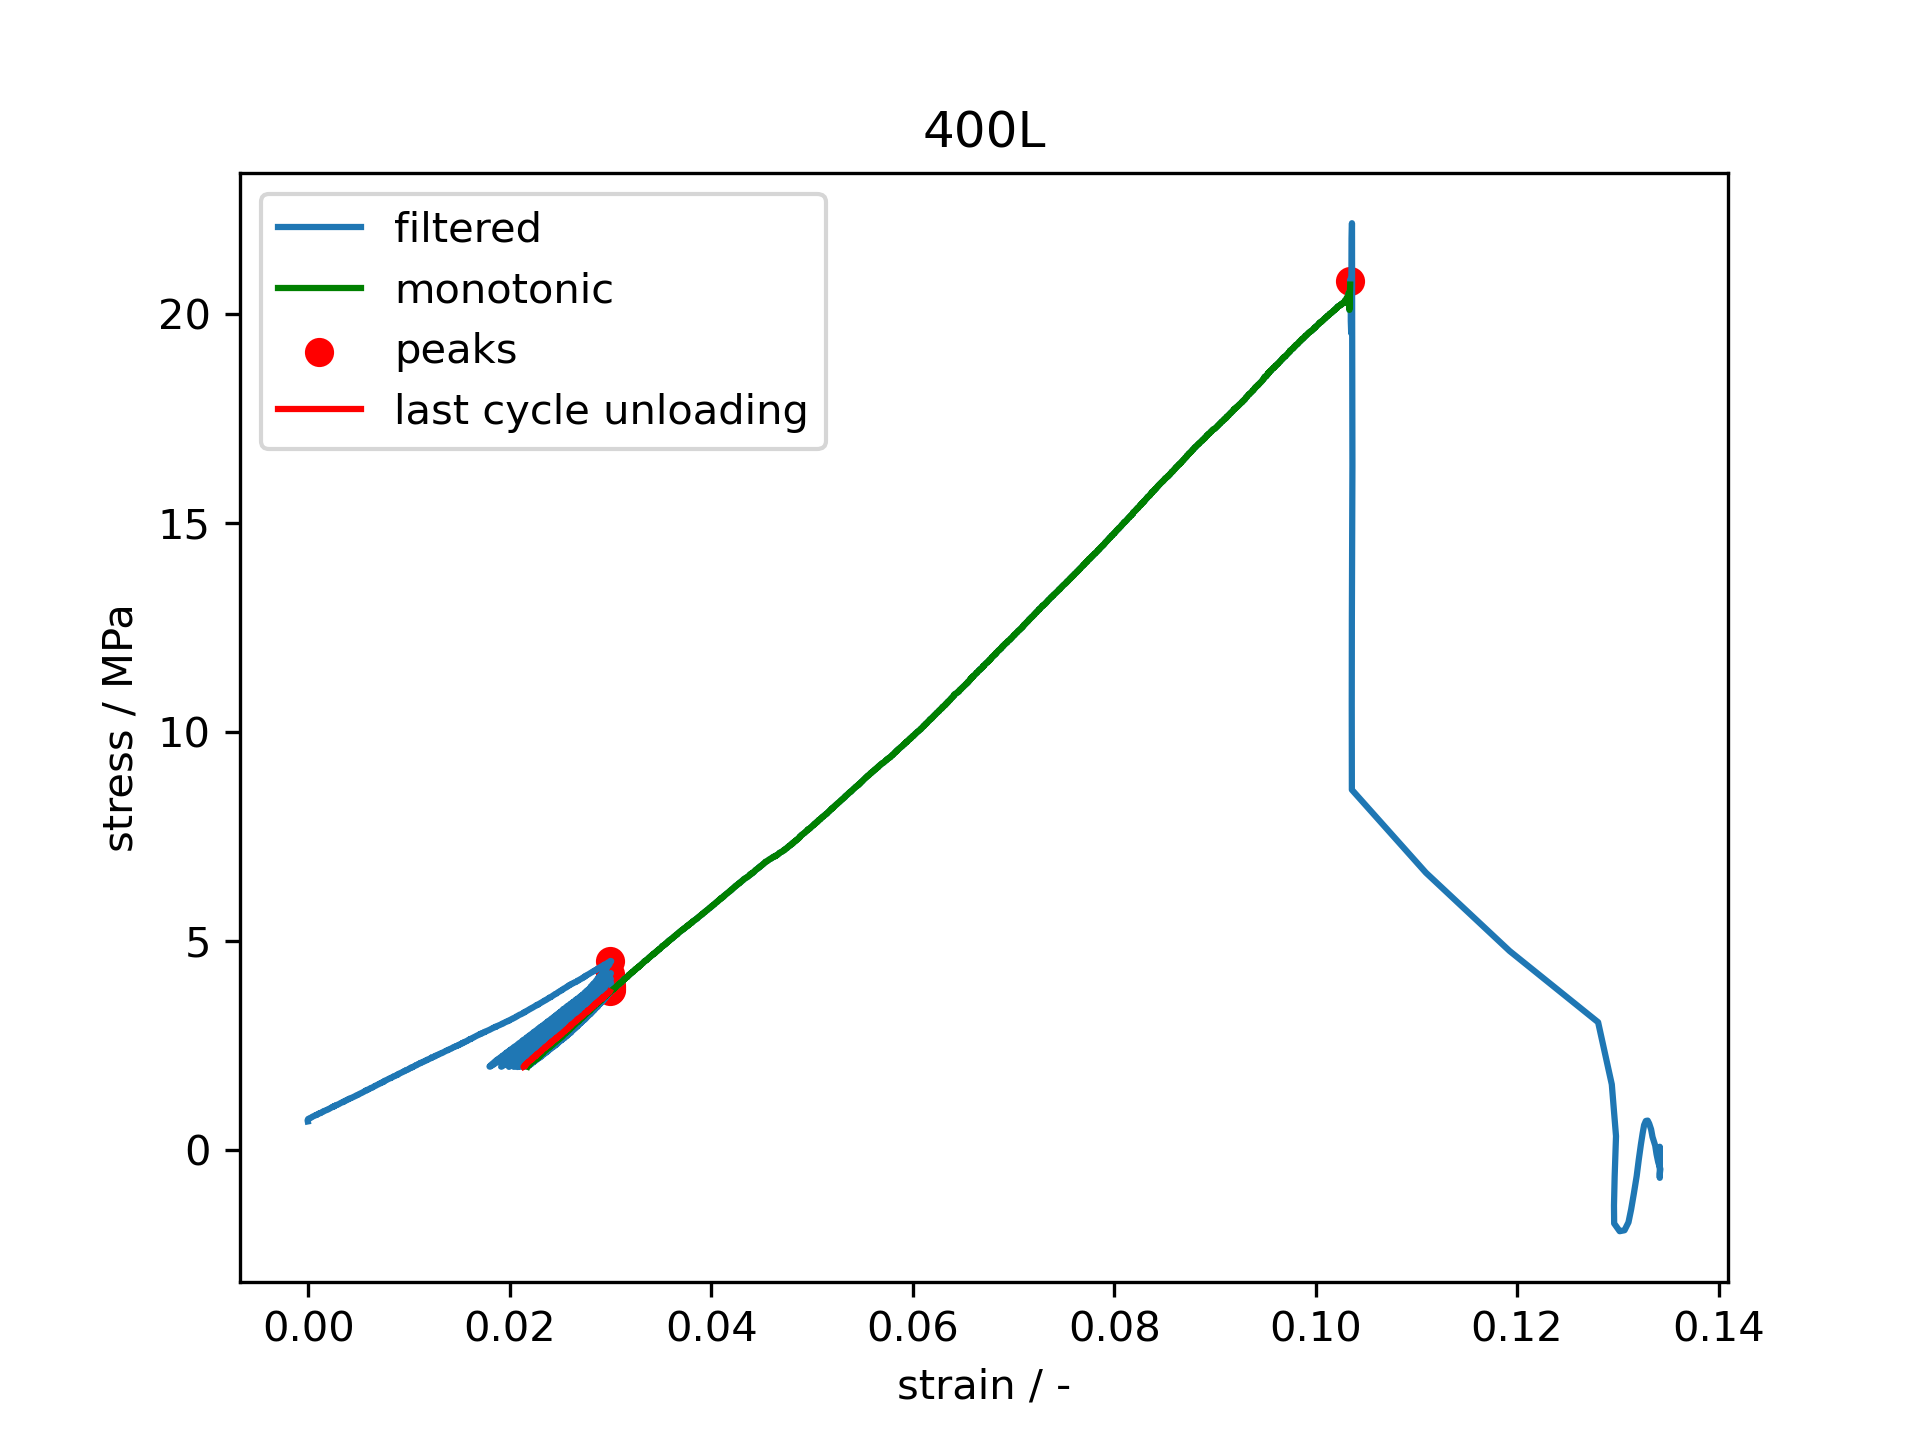 400L
filtered
monotonic
peaks
last cycle unloading
stress / MPa
20
15
10
5
0
0.00 0.02 0.04 0.06 0.08 0.10 0.12 0.14
strain / -